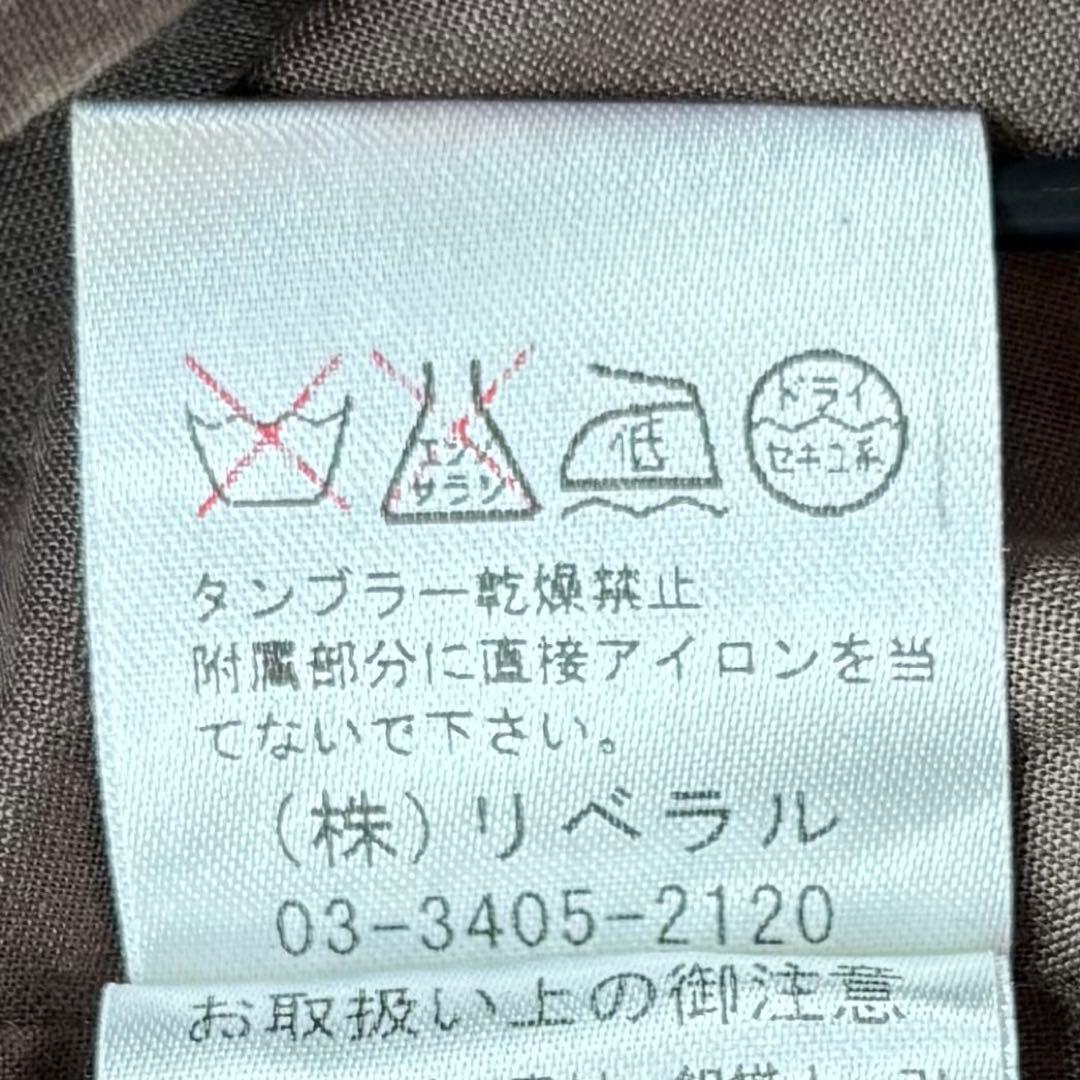 エンソ
サラシ
低
ドライ
セキユ系
タンブラー乾燥禁止
附属部分に直接アイロンを当
てないで下さい。
(株)リベラル
03-3405-2120
お取扱い上の御注意